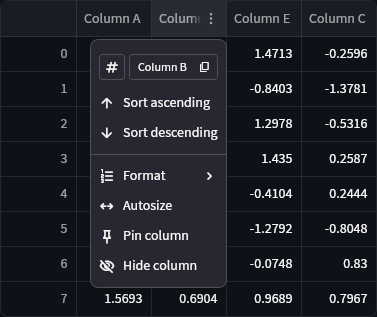 Column A Colum Column E Column C
0 1.4713 -0.2596
# Column B
1 -0.8403 -1.3781
Sort ascending
2 1.2978 -0.5316
Sort descending
3 1.435 0.2587
Format
4 -0.4104 0.2444
Autosize
5 -1.2792 -0.8048
Pin column
6 -0.0748 0.83
Hide column
7 1.5693 0.6904 0.9689 0.7967